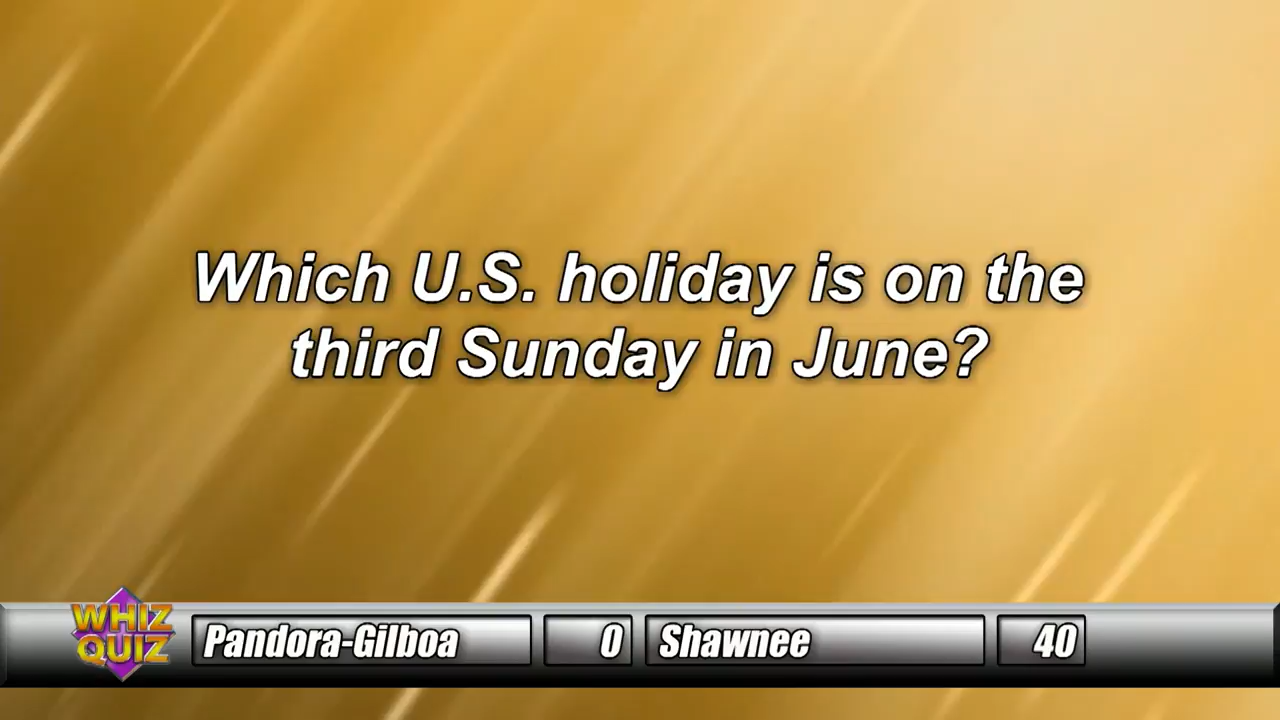 Which U.S. holiday is on the
third Sunday in June?
WHIZ
QUIZ
Pandora-Gilboa 0 Shawnee 40